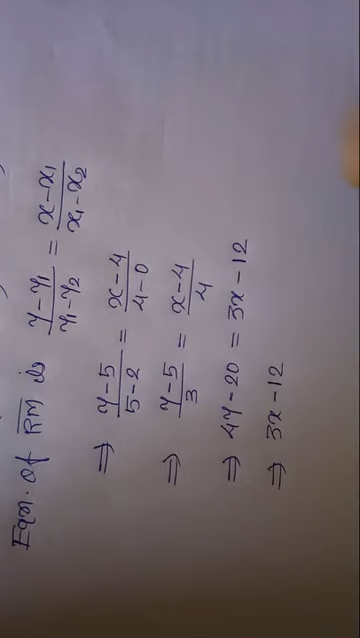 Eqn. of RM is (y-y₁)/(y₁-y₂) = (x-x₁)/(x₁-x₂)
⇒ (y-5)/(5-2) = (x-4)/(4-0)
⇒ (y-5)/3 = (x-4)/4
⇒ 4y-20 = 3x-12
⇒ 3x-12